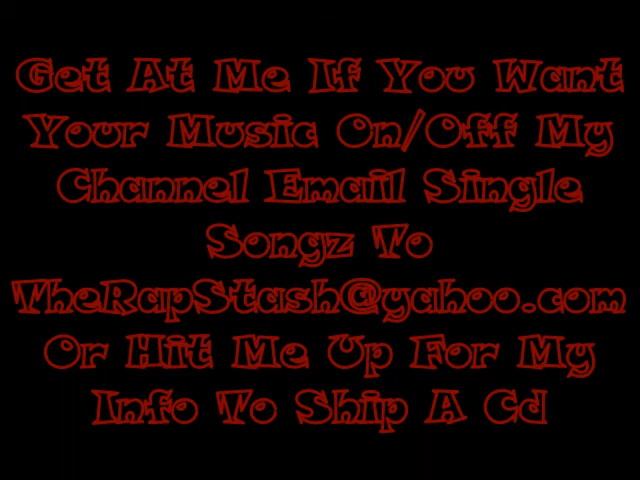 Get At Me If You Want
Your Music On/Off My
Channel Email Single
Songz To
TheRapStash@yahoo.com
Or Hit Me Up For My
Info To Ship A Cd